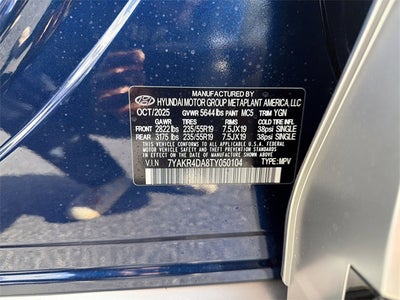 MANUFACTURED BY
HYUNDAI MOTOR GROUP METAPLANT AMERICA, LLC
OCT/2025 GVWR 5644 lbs PAINT MC5 TRIM YGN
GAWR TIRES RIMS COLD TIRE INFL
FRONT 2822 lbs 235/55R19 7.5JX19 38psi SINGLE
REAR 3175 lbs 235/55R19 7.5JX19 38psi SINGLE
THIS VEHICLE CONFORMS TO ALL APPLICABLE U.S.A. FEDERAL
MOTOR VEHICLE SAFETY, BUMPER, AND THEFT PREVENTION STANDARDS
IN EFFECT ON THE DATE OF MANUFACTURE SHOWN ABOVE.
V.I.N 7YAKR4DA8TY050104 TYPE: MPV